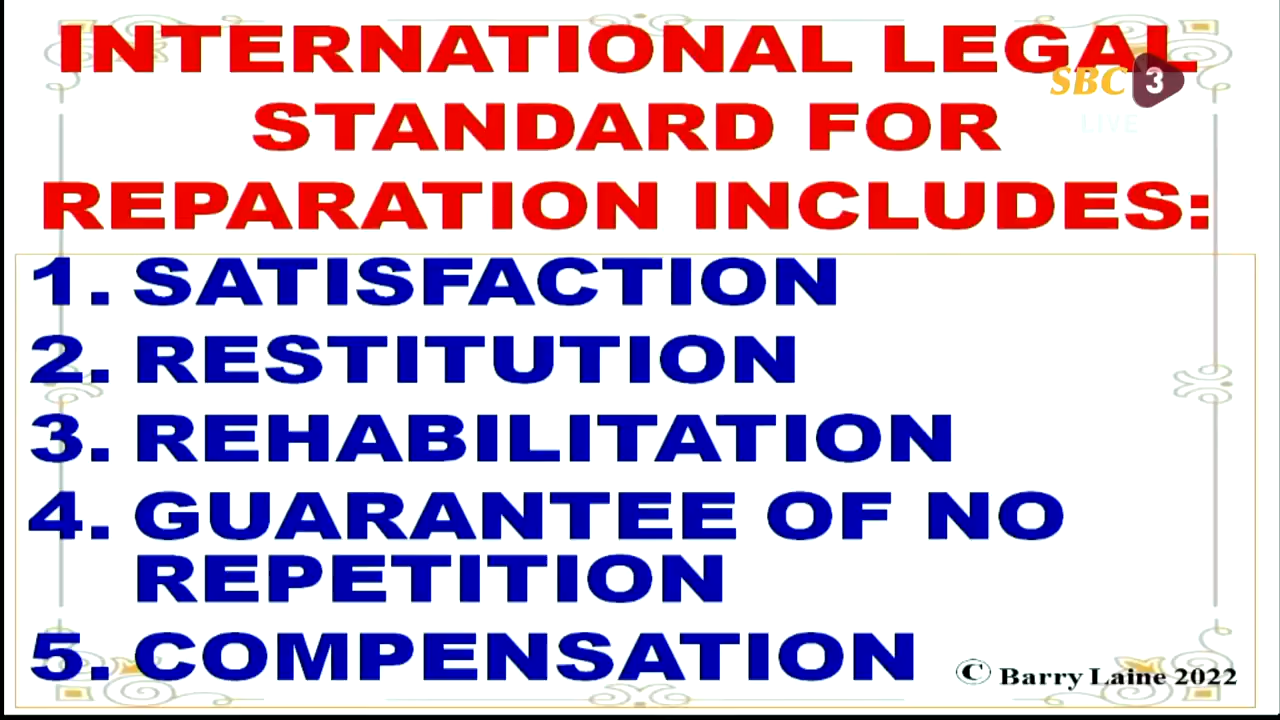 INTERNATIONAL LEGAL
SBC 3
LIVE
STANDARD FOR
REPARATION INCLUDES:
1. SATISFACTION
2. RESTITUTION
3. REHABILITATION
4. GUARANTEE OF NO
REPETITION
5. COMPENSATION
© Barry Laine 2022